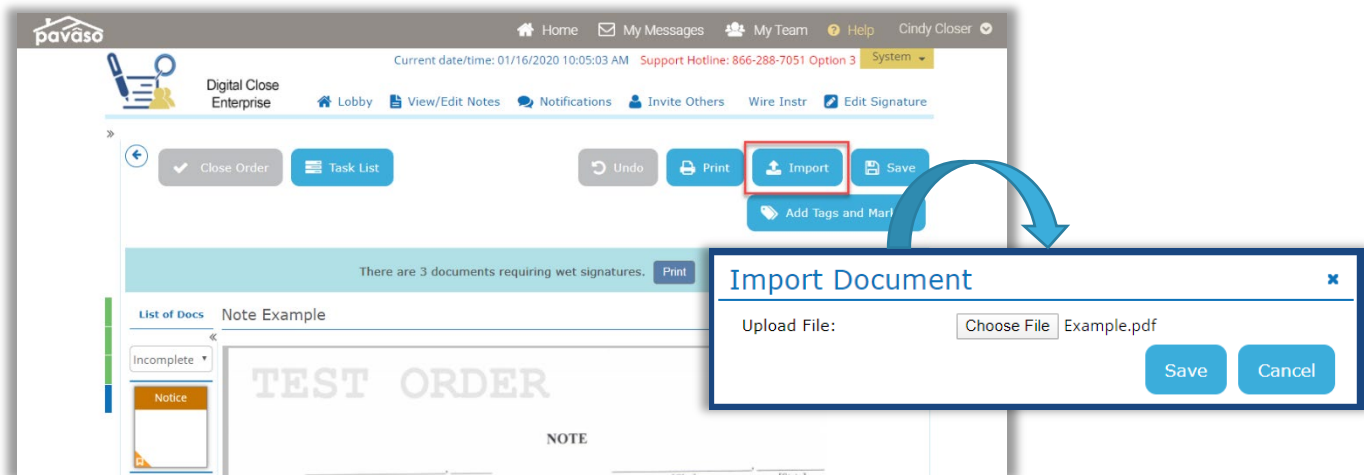 pavaso
Home My Messages My Team Help Cindy Closer
Current date/time: 01/16/2020 10:05:03 AM Support Hotline: 866-288-7051 Option 3 System
Digital Close
Enterprise
Lobby View/Edit Notes Notifications Invite Others Wire Instr Edit Signature
Close Order Task List Undo Print Import Save
Add Tags and Mar
There are 3 documents requiring wet signatures. Print
Import Document
Upload File: Choose File Example.pdf
Save Cancel
List of Docs Note Example
Incomplete
TEST ORDER
Notice
NOTE